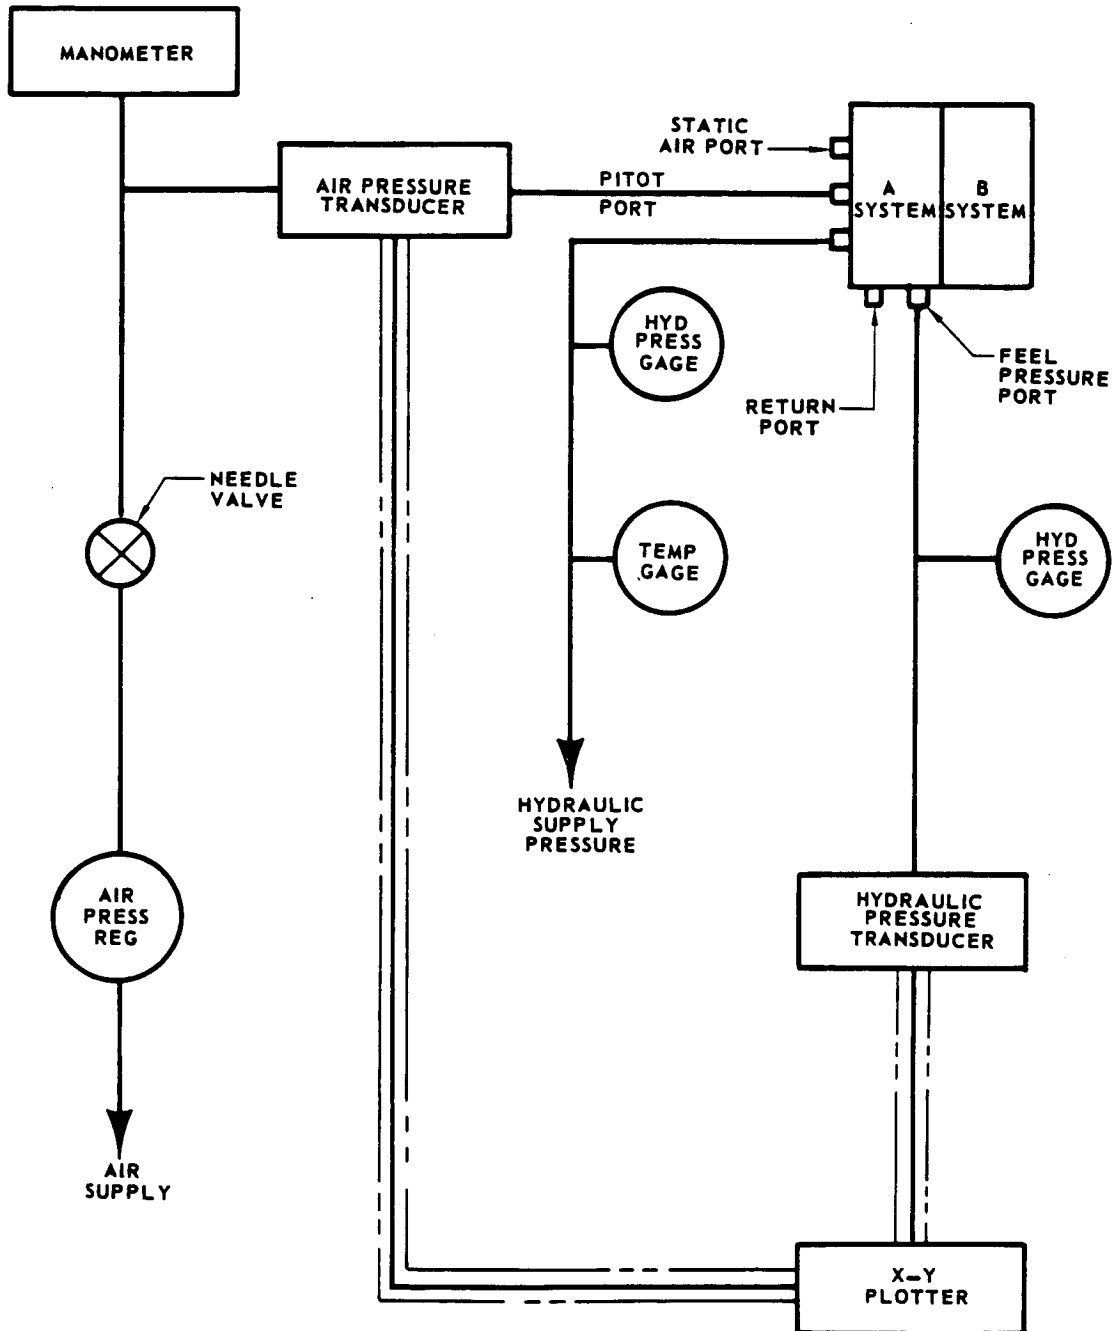 MANOMETER
STATIC
AIR PORT
AIR PRESSURE
TRANSDUCER
PITOT
PORT
A
SYSTEM
B
SYSTEM
HYD
PRESS
GAGE
FEEL
PRESSURE
PORT
RETURN
PORT
NEEDLE
VALVE
TEMP
GAGE
HYD
PRESS
GAGE
HYDRAULIC
SUPPLY
PRESSURE
AIR
PRESS
REG
HYDRAULIC
PRESSURE
TRANSDUCER
AIR
SUPPLY
X-Y
PLOTTER